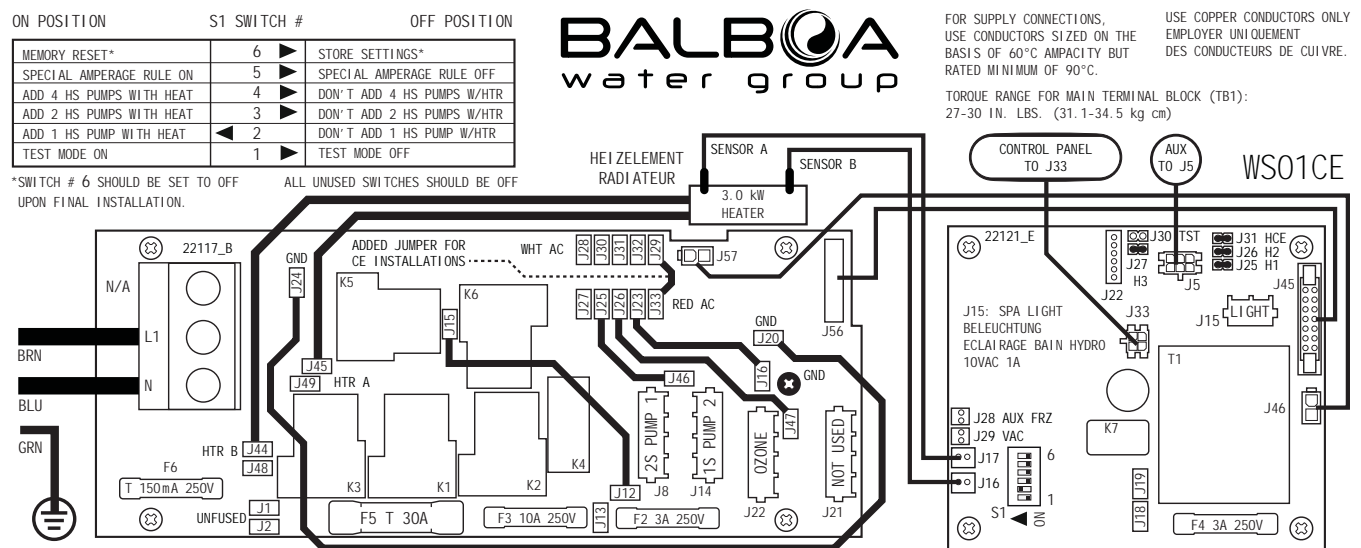 ON POSITION S1 SWITCH # OFF POSITION
MEMORY RESET* 6 ▶ STORE SETTINGS*
SPECIAL AMPERAGE RULE ON 5 ▶ SPECIAL AMPERAGE RULE OFF
ADD 4 HS PUMPS WITH HEAT 4 ▶ DON'T ADD 4 HS PUMPS W/HTR
ADD 2 HS PUMPS WITH HEAT 3 ▶ DON'T ADD 2 HS PUMPS W/HTR
ADD 1 HS PUMP WITH HEAT ◀ 2 DON'T ADD 1 HS PUMP W/HTR
TEST MODE ON 1 ▶ TEST MODE OFF
*SWITCH # 6 SHOULD BE SET TO OFF
UPON FINAL INSTALLATION.
ALL UNUSED SWITCHES SHOULD BE OFF
BALBOA
water group
FOR SUPPLY CONNECTIONS,
USE CONDUCTORS SIZED ON THE
BASIS OF 60°C AMPACITY BUT
RATED MINIMUM OF 90°C.
USE COPPER CONDUCTORS ONLY
EMPLOYER UNIQUEMENT
DES CONDUCTEURS DE CUIVRE.
TORQUE RANGE FOR MAIN TERMINAL BLOCK (TB1):
27-30 IN. LBS. (31.1-34.5 kg cm)
HEIZELEMENT
RADIATEUR
SENSOR A
SENSOR B
3.0 kW
HEATER
CONTROL PANEL
TO J33
AUX
TO J5
WS01CE
22117_B
N/A
L1
N
BRN
BLU
GRN
GND
J24
ADDED JUMPER FOR
CE INSTALLATIONS
WHT AC
J28
J30
J31
J32
J29
J57
K5
K6
J15
J27
J25
J26
J23
J33
RED AC
J56
GND
J20
J45
J49
HTR A
J46
J16
GND
J47
HTR B
J44
J48
F6
T 150mA 250V
UNFUSED
J1
J2
K3
K1
K2
K4
F5 T 30A
F3 10A 250V
J12
J13
F2 3A 250V
2S PUMP 1
J8
1S PUMP 2
J14
OZONE
J22
NOT USED
J21
22121_E
J30 TST
J27
H3
J22
J5
J31 HCE
J26 H2
J25 H1
J45
J15: SPA LIGHT
BELEUCHTUNG
ECLAIRAGE BAIN HYDRO
10VAC 1A
J33
J15
LIGHT
T1
J46
K7
J28 AUX FRZ
J29 VAC
J17
J16
6
1
S1
ON
J19
J18
F4 3A 250V